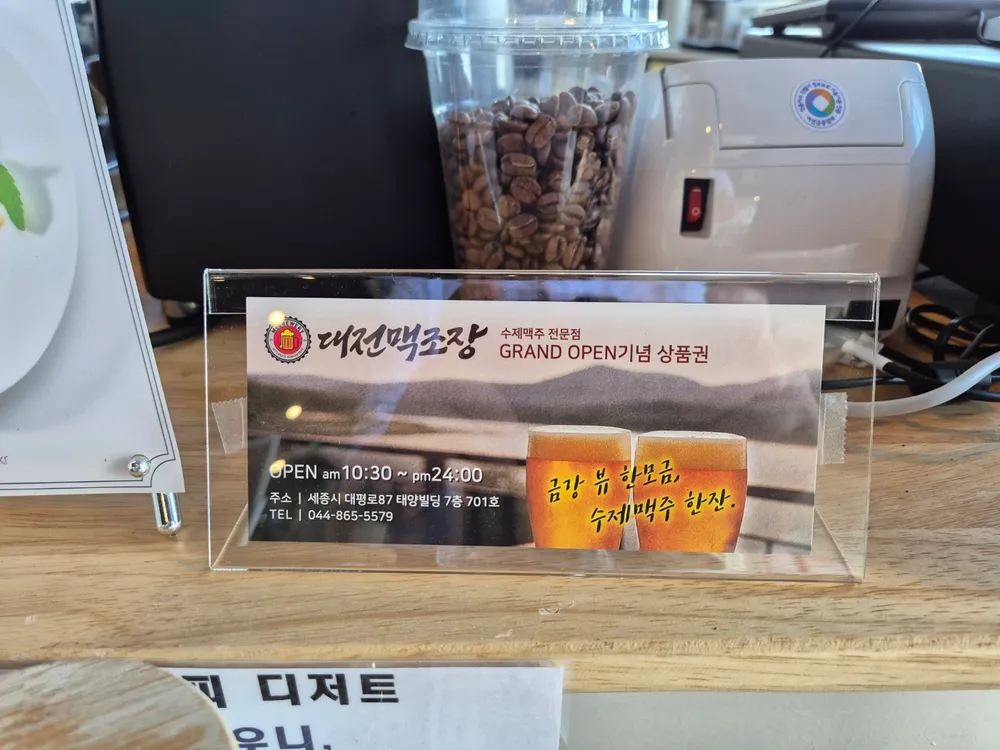 대전맥조장
수제맥주 전문점
GRAND OPEN기념 상품권
OPEN am10:30 ~ pm24:00
주소 | 세종시 대평로87 태양빌딩 7층 701호
TEL | 044-865-5579
금강 뷰 한모금,
수제맥주 한잔.
피 디저트
우니.